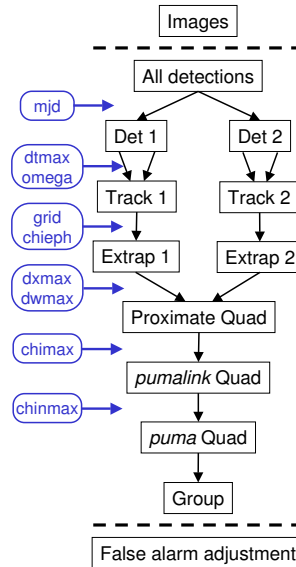 Images
All detections
mjd
Det 1
Det 2
dtmax
omega
Track 1
Track 2
grid
chieph
Extrap 1
Extrap 2
dxmax
dwmax
Proximate Quad
chimax
pumalink Quad
chinmax
puma Quad
Group
False alarm adjustment